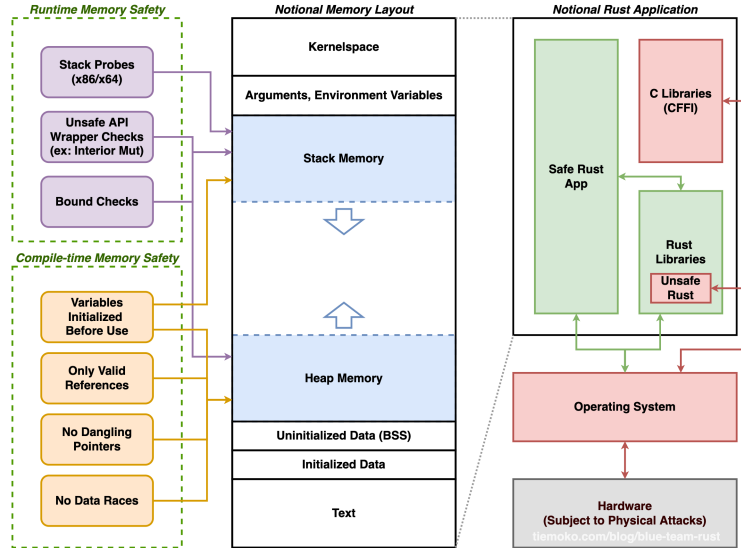 Runtime Memory Safety
Stack Probes
(x86/x64)
Unsafe API
Wrapper Checks
(ex: Interior Mut)
Bound Checks
Compile-time Memory Safety
Variables
Initialized
Before Use
Only Valid
References
No Dangling
Pointers
No Data Races
Notional Memory Layout
Kernelspace
Arguments, Environment Variables
Stack Memory
Heap Memory
Uninitialized Data (BSS)
Initialized Data
Text
Notional Rust Application
C Libraries
(CFFI)
Safe Rust
App
Rust
Libraries
Unsafe
Rust
Operating System
Hardware
(Subject to Physical Attacks)
tiemoko.com/blog/blue-team-rust